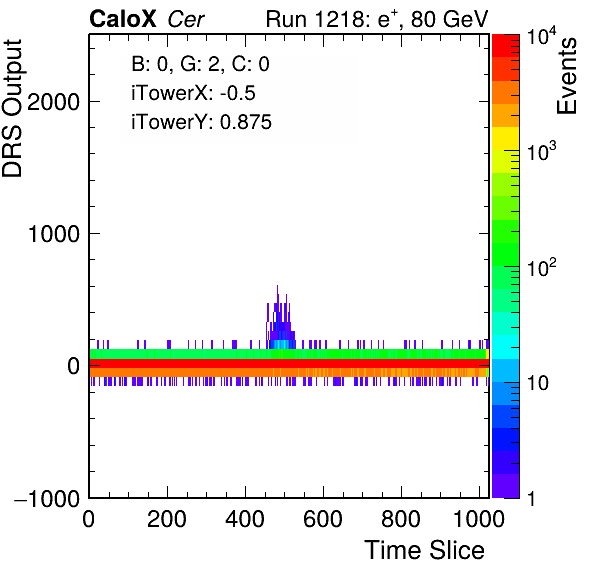 CaloX Cer Run 1218: e⁺, 80 GeV
B: 0, G: 2, C: 0
iTowerX: -0.5
iTowerY: 0.875
DRS Output
2000
1000
0
−1000
0 200 400 600 800 1000
Time Slice
Events
10⁴
10³
10²
10
1